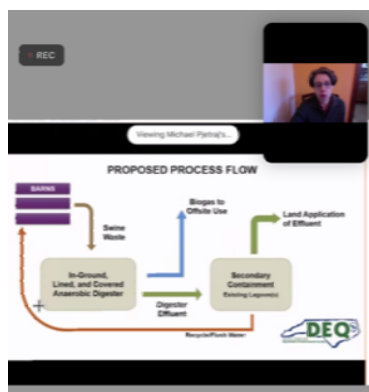 REC
Viewing Michael Pjetraj's...
PROPOSED PROCESS FLOW
BARNS
Swine
Waste
Biogas to
Offsite Use
Land Application
of Effluent
In-Ground,
Lined, and Covered
Anaerobic Digester
Digester
Effluent
Secondary
Containment
Existing Lagoon(s)
Recycle/Flush Water
DEQ